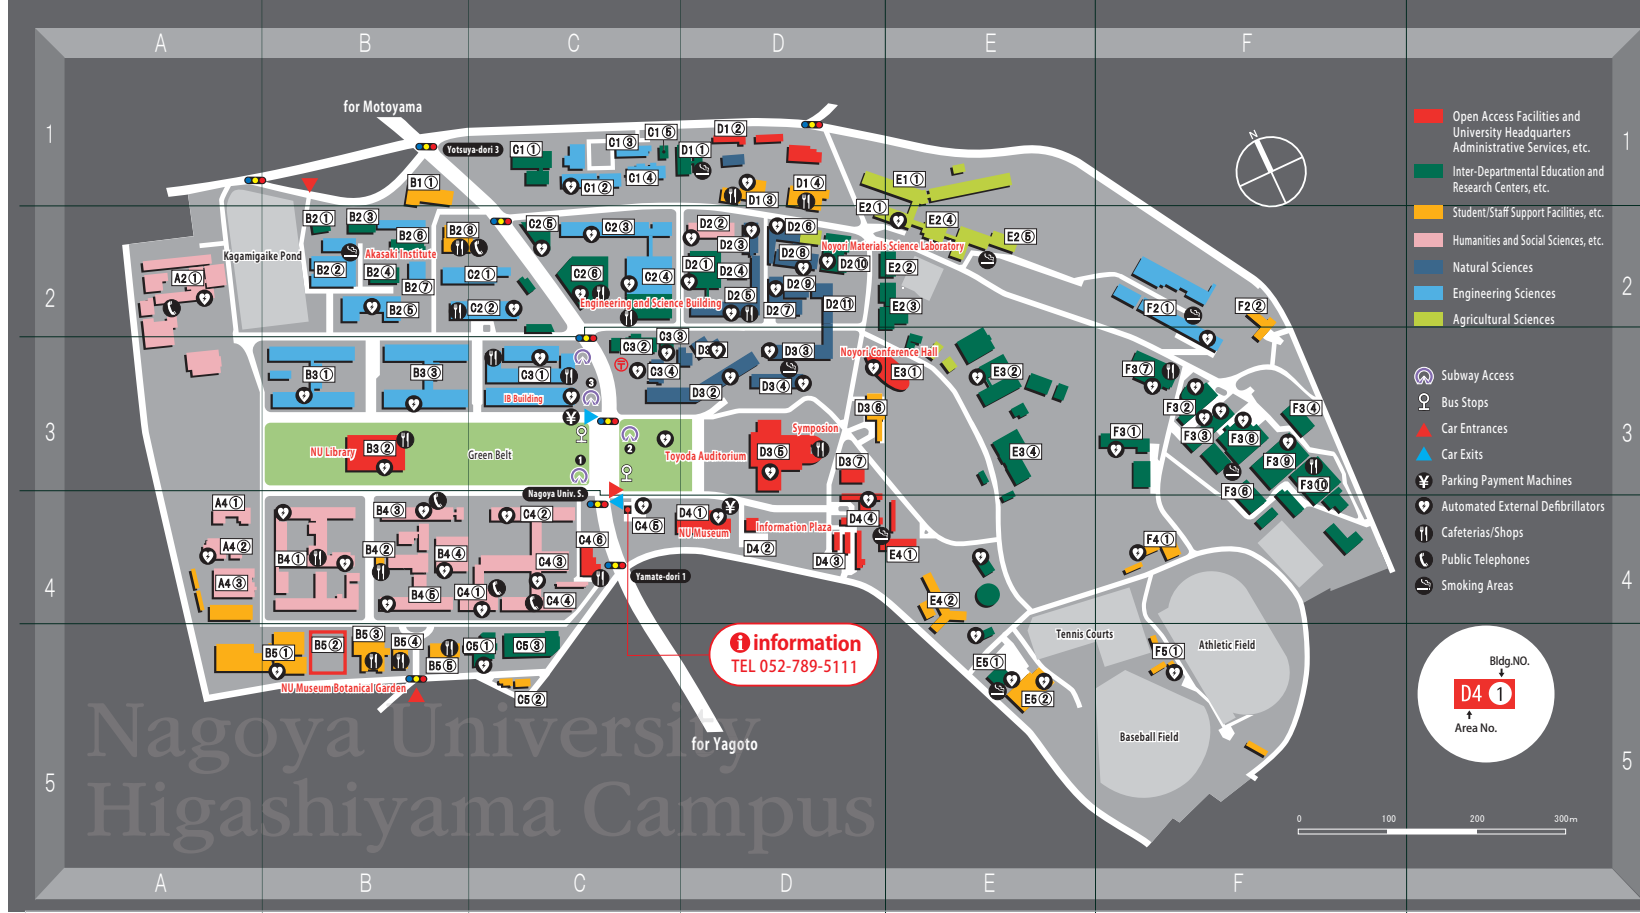 A B C D E F
1
1
for Motoyama
Yotsuya-dori 3
C1①
C1③
C1⑤
D1②
D1①
C1②
C1④
D1③
D1④
B1①
E1①
N
Open Access Facilities and
University Headquarters
Administrative Services, etc.
Inter-Departmental Education and
Research Centers, etc.
Student/Staff Support Facilities, etc.
Humanities and Social Sciences, etc.
Natural Sciences
Engineering Sciences
Agricultural Sciences
2
2
Kagamigaike Pond
A2①
B2①
B2③
B2⑥
B2⑧
Akasaki Institute
B2②
B2④
B2⑦
B2⑤
C2①
C2②
C2⑤
C2③
C2⑥
C2④
Engineering and Science Building
D2②
D2③
D2①
D2④
D2⑤
D2⑥
D2⑧
D2⑩
D2⑨
D2⑦
D2⑪
Noyori Materials Science Laboratory
E2①
E2④
E2⑤
E2②
E2③
F2①
F2②
3
3
B3①
B3③
C3①
IB Building
C3②
C3③
C3④
D3②
D3③
D3④
Noyori Conference Hall
E3①
E3②
D3⑥
F3⑦
F3②
F3④
F3①
F3③
F3⑧
F3⑨
F3⑥
F3⑩
E3④
NU Library
B3②
Green Belt
3
2
1
Toyoda Auditorium
D3⑤
Symposion
D3⑦
Nagoya Univ. S.
Subway Access
Bus Stops
Car Entrances
Car Exits
¥ Parking Payment Machines
Automated External Defibrillators
Cafeterias/Shops
Public Telephones
Smoking Areas
4
4
A4①
A4②
A4③
B4①
B4③
B4②
B4④
B4⑤
C4②
C4③
C4①
C4④
C4⑥
C4⑤
D4①
NU Museum
Information Plaza
D4②
D4④
D4③
E4①
E4②
F4①
Yamate-dori 1
5
5
B5①
B5②
B5③
B5④
B5⑤
C5①
C5③
C5②
NU Museum Botanical Garden
i information
TEL 052-789-5111
Tennis Courts
Athletic Field
E5①
E5②
F5①
Baseball Field
for Yagoto
Bldg.NO.
D4 1
Area No.
Nagoya University
Higashiyama Campus
0 100 200 300m
A B C D E F